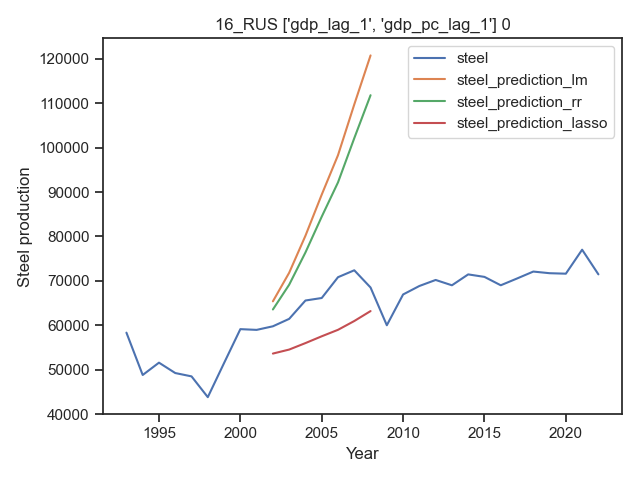 16_RUS ['gdp_lag_1', 'gdp_pc_lag_1'] 0
steel
steel_prediction_lm
steel_prediction_rr
steel_prediction_lasso
120000
110000
100000
90000
80000
70000
60000
50000
40000
Steel production
1995
2000
2005
2010
2015
2020
Year